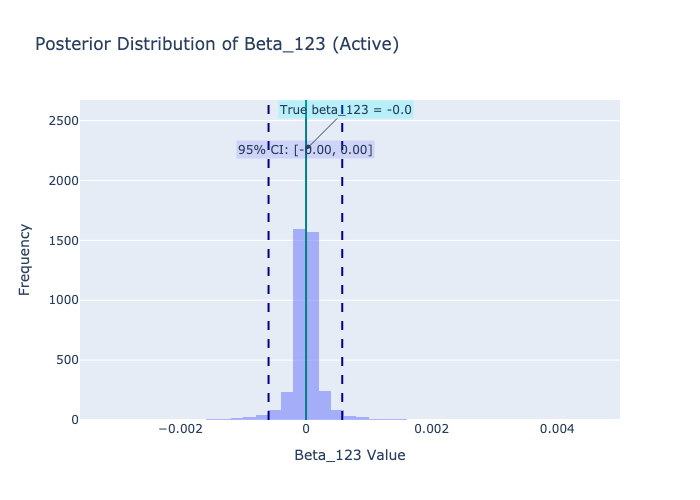 Posterior Distribution of Beta_123 (Active)
True beta_123 = -0.0
95% CI: [-0.00, 0.00]
2500
2000
1500
1000
500
0
Frequency
−0.002
0
0.002
0.004
Beta_123 Value